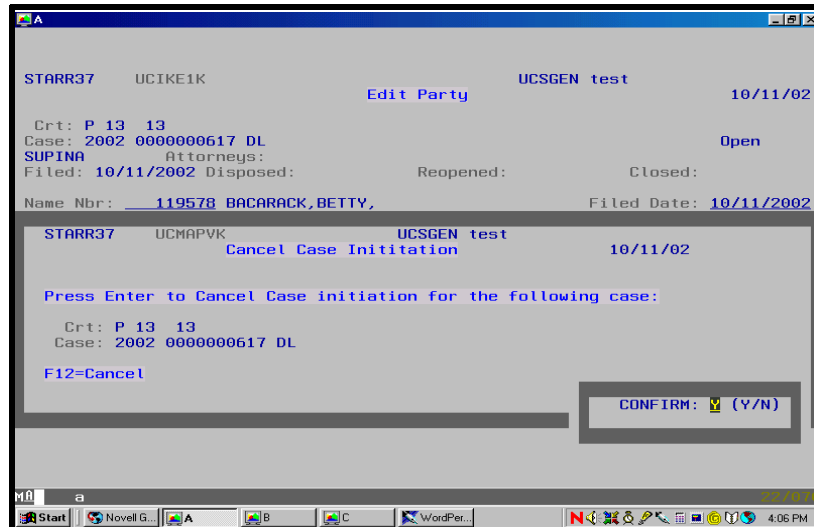 A
STARR37 UCIKE1K UCSGEN test
Edit Party 10/11/02
Crt: P 13 13
Case: 2002 0000000617 DL Open
SUPINA Attorneys:
Filed: 10/11/2002 Disposed: Reopened: Closed:
Name Nbr: 119578 BACARACK,BETTY, Filed Date: 10/11/2002
STARR37 UCMAPVK UCSGEN test
Cancel Case Inititation 10/11/02
Press Enter to Cancel Case initiation for the following case:
Crt: P 13 13
Case: 2002 0000000617 DL
F12=Cancel
CONFIRM: Y (Y/N)
MA a
Start Novell G... A B C WordPer... 4:06 PM